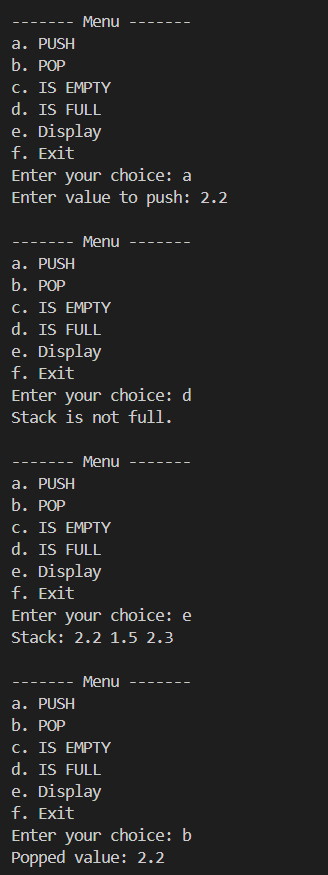 ------- Menu -------
a. PUSH
b. POP
c. IS EMPTY
d. IS FULL
e. Display
f. Exit
Enter your choice: a
Enter value to push: 2.2
------- Menu -------
a. PUSH
b. POP
c. IS EMPTY
d. IS FULL
e. Display
f. Exit
Enter your choice: d
Stack is not full.
------- Menu -------
a. PUSH
b. POP
c. IS EMPTY
d. IS FULL
e. Display
f. Exit
Enter your choice: e
Stack: 2.2 1.5 2.3
------- Menu -------
a. PUSH
b. POP
c. IS EMPTY
d. IS FULL
e. Display
f. Exit
Enter your choice: b
Popped value: 2.2